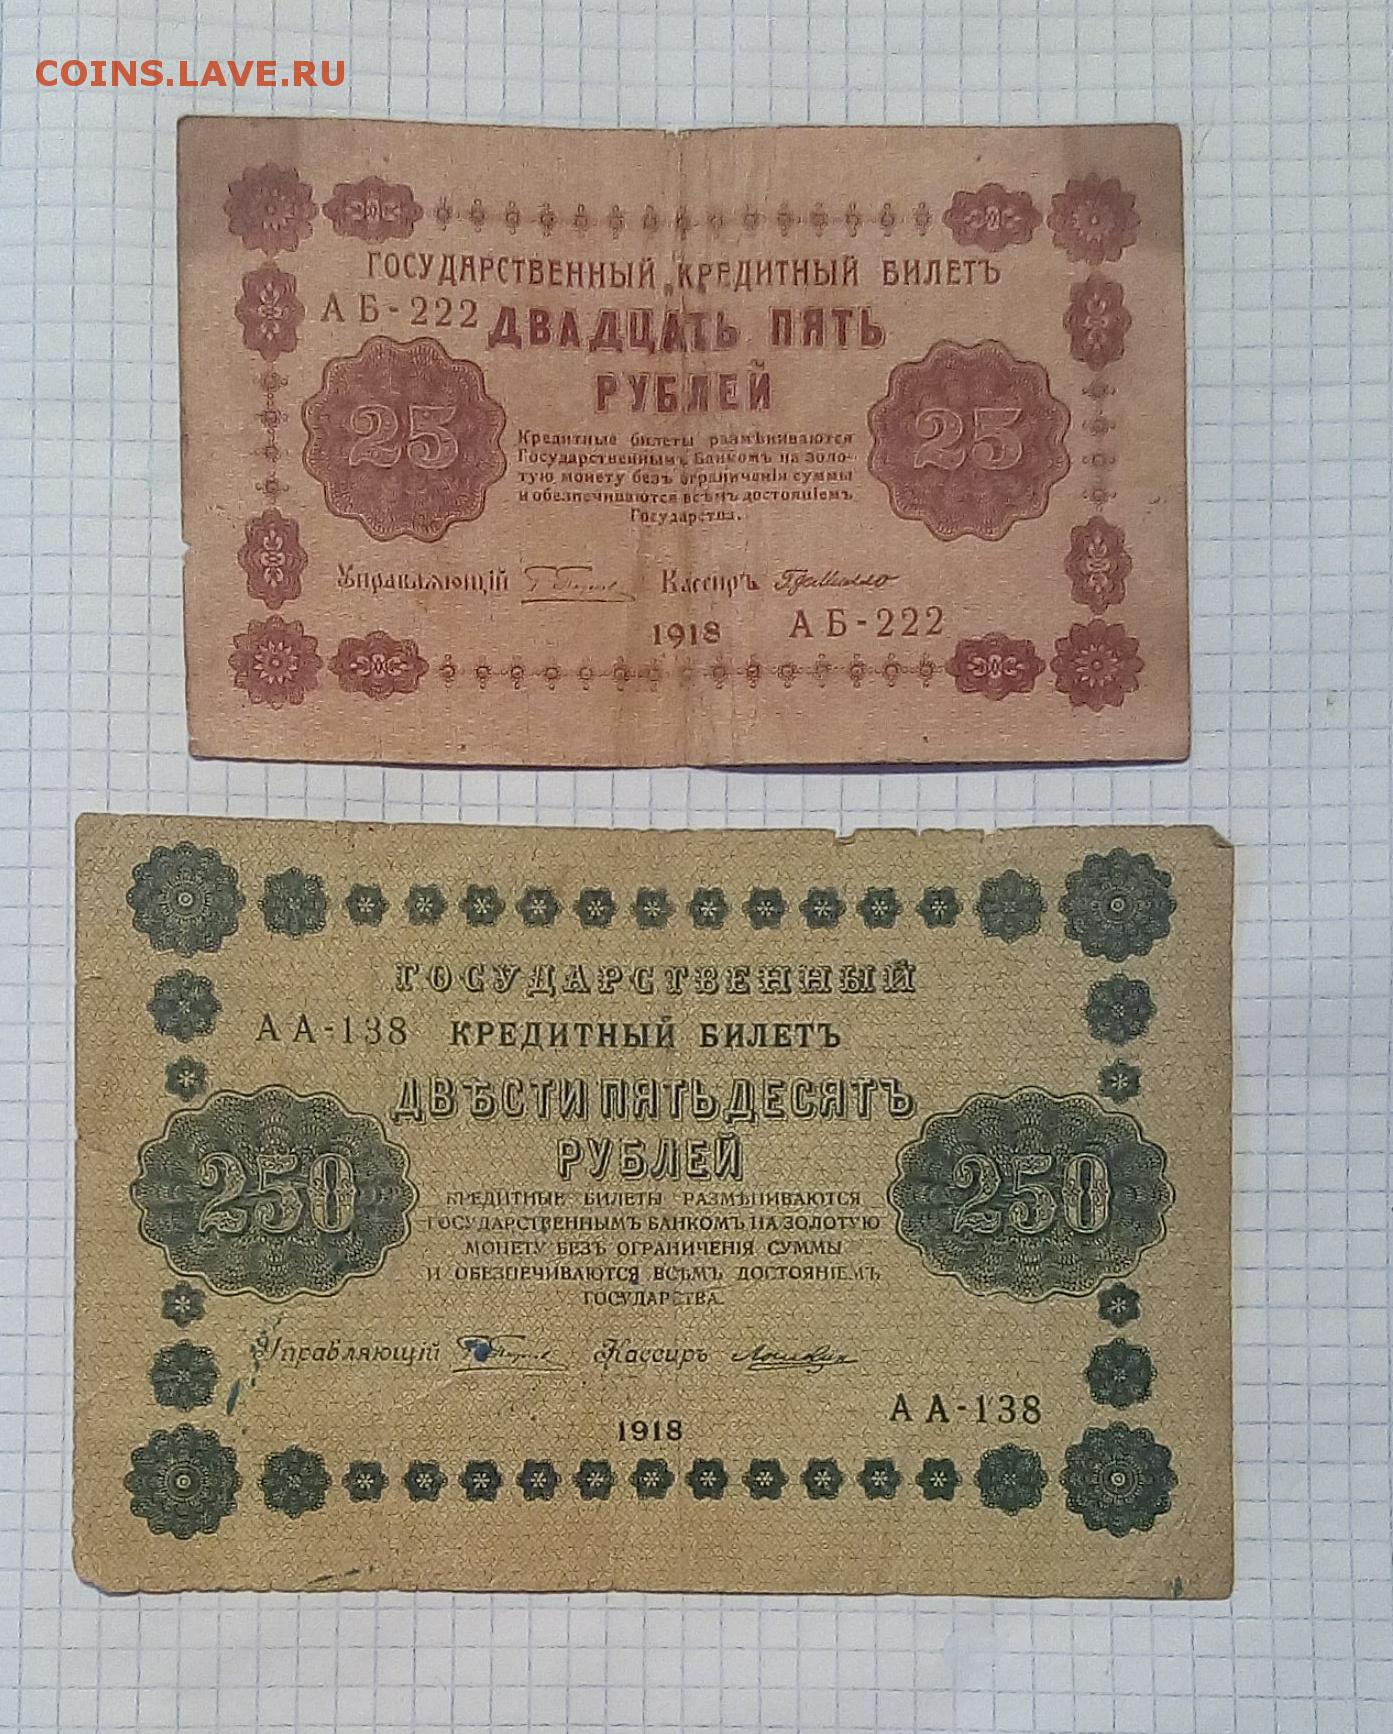 COINS.LAVE.RU
ГОСУДАРСТВЕННЫЙ КРЕДИТНЫЙ БИЛЕТЪ
АБ-222
ДВАДЦАТЬ ПЯТЬ
РУБЛЕЙ
25
25
Кредитные билеты размѣниваются
Государственнымъ Банкомъ на золо-
тую монету безъ ограниченія суммы
и обезпечиваются всѣмъ достояніемъ
Государства.
Управляющій Кассиръ
1918 АБ-222
ГОСУДАРСТВЕННЫЙ
АА-138 КРЕДИТНЫЙ БИЛЕТЪ
ДВѢСТИ ПЯТЬДЕСЯТЪ
РУБЛЕЙ
250
250
КРЕДИТНЫЕ БИЛЕТЫ РАЗМѢНИВАЮТСЯ
ГОСУДАРСТВЕННЫМЪ БАНКОМЪ НА ЗОЛОТУЮ
МОНЕТУ БЕЗЪ ОГРАНИЧЕНІЯ СУММЫ
И ОБЕЗПЕЧИВАЮТСЯ ВСѢМЪ ДОСТОЯНІЕМЪ
ГОСУДАРСТВА.
Управляющій Кассиръ
АА-138
1918